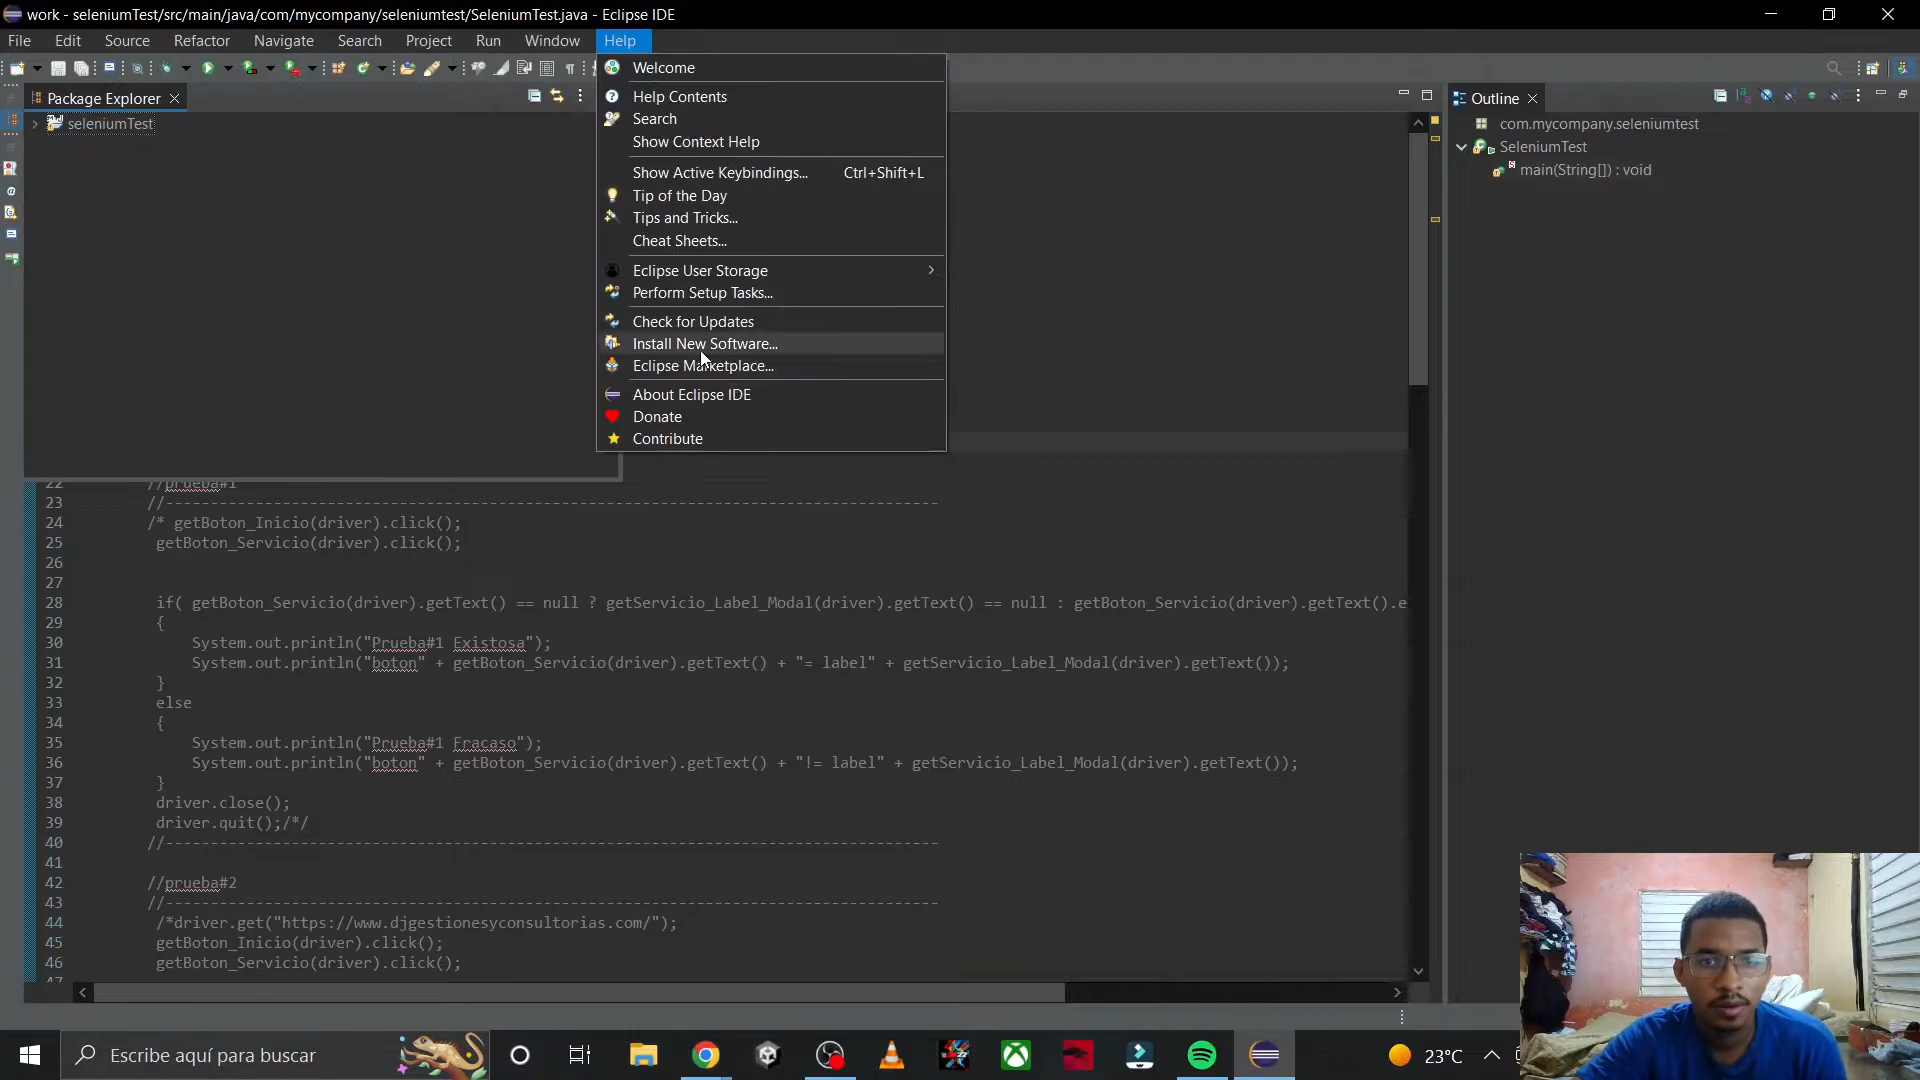 work - seleniumTest/src/main/java/com/mycompany/seleniumtest/SeleniumTest.java - Eclipse IDE
File Edit Source Refactor Navigate Search Project Run Window Help
Package Explorer
seleniumTest
Welcome
Help Contents
Search
Show Context Help
Show Active Keybindings... Ctrl+Shift+L
Tip of the Day
Tips and Tricks...
Cheat Sheets...
Eclipse User Storage
Perform Setup Tasks...
Check for Updates
Install New Software...
Eclipse Marketplace...
About Eclipse IDE
Donate
Contribute
Outline
com.mycompany.seleniumtest
SeleniumTest
main(String[]) : void
22 //prueba#1
23 //--------------------------------------------------------------------------------------
24 /* getBoton_Inicio(driver).click();
25 getBoton_Servicio(driver).click();
26
27
28 if( getBoton_Servicio(driver).getText() == null ? getServicio_Label_Modal(driver).getText() == null : getBoton_Servicio(driver).getText().e
29 {
30 System.out.println("Prueba#1 Existosa");
31 System.out.println("boton" + getBoton_Servicio(driver).getText() + "= label" + getServicio_Label_Modal(driver).getText());
32 }
33 else
34 {
35 System.out.println("Prueba#1 Fracaso");
36 System.out.println("boton" + getBoton_Servicio(driver).getText() + "!= label" + getServicio_Label_Modal(driver).getText());
37 }
38 driver.close();
39 driver.quit();/*/
40 //--------------------------------------------------------------------------------------
41
42 //prueba#2
43 //--------------------------------------------------------------------------------------
44 /*driver.get("https://www.djgestionesyconsultorias.com/");
45 getBoton_Inicio(driver).click();
46 getBoton_Servicio(driver).click();
47
Escribe aquí para buscar
23°C